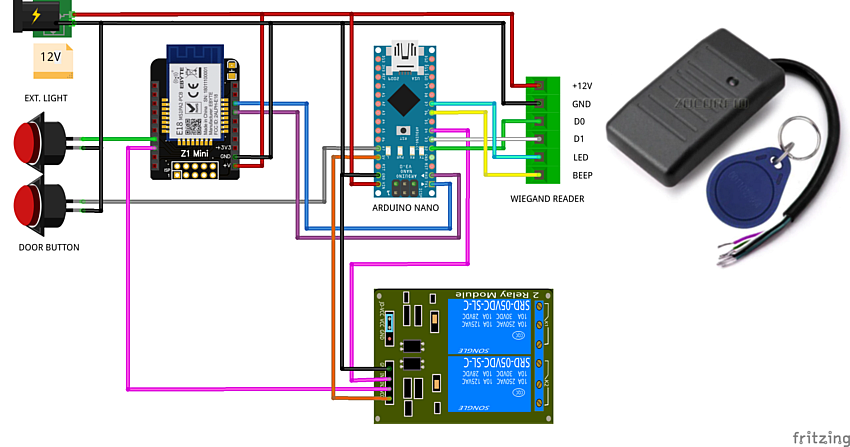 12V
EXT. LIGHT
DOOR BUTTON
E18
Z1 Mini
+3V3
GND
+V
ARDUINO NANO
+12V
GND
D0
D1
LED
BEEP
WIEGAND READER
2 Relay Module
SRD-05VDC-SL-C
10A 250VAC 10A 125VAC
10A 30VDC 10A 28VDC
SONGLE
SRD-05VDC-SL-C
10A 250VAC 10A 125VAC
10A 30VDC 10A 28VDC
SONGLE
fritzing